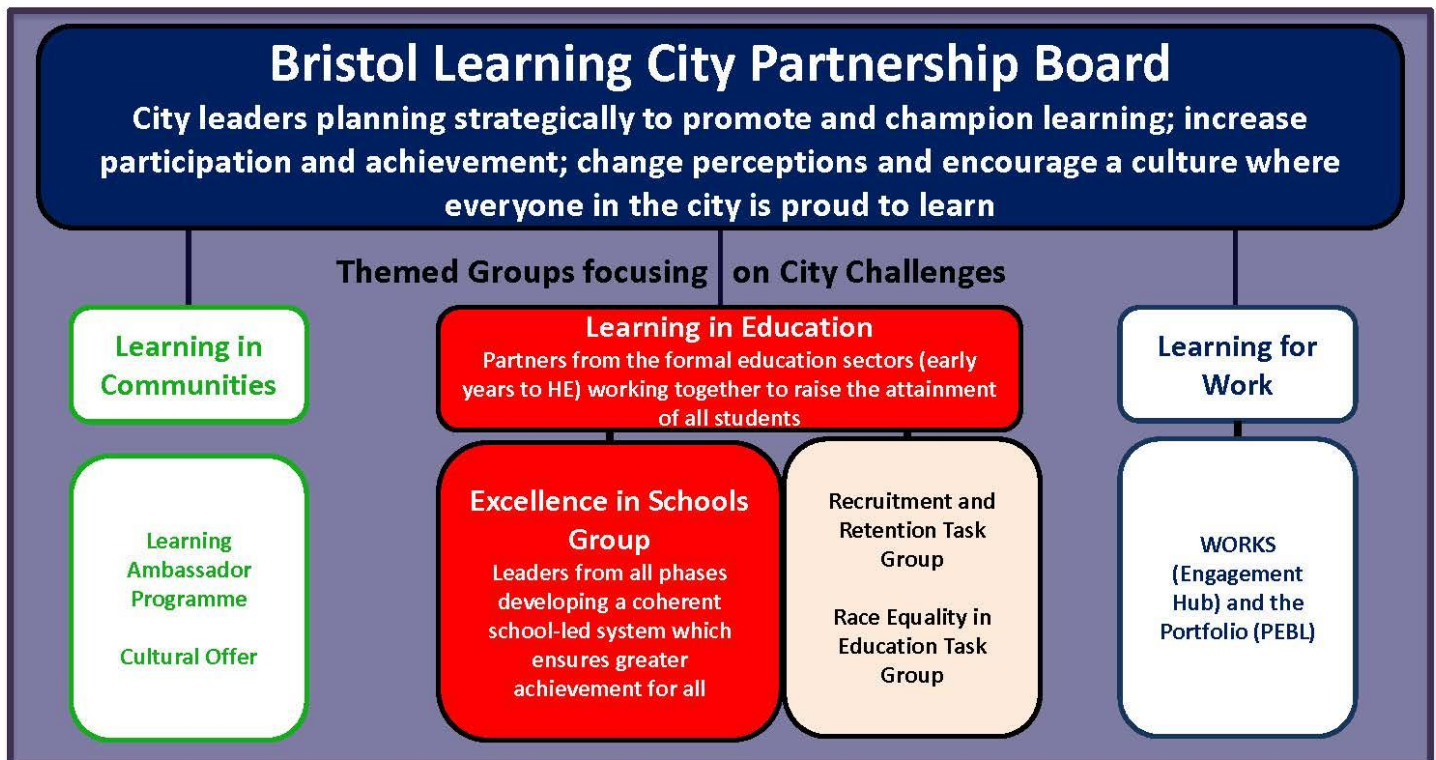 Bristol Learning City Partnership Board
City leaders planning strategically to promote and champion learning; increase
participation and achievement; change perceptions and encourage a culture where
everyone in the city is proud to learn
Themed Groups focusing on City Challenges
Learning in
Communities
Learning
Ambassador
Programme
Cultural Offer
Learning in Education
Partners from the formal education sectors (early
years to HE) working together to raise the attainment
of all students
Excellence in Schools
Group
Leaders from all phases
developing a coherent
school-led system which
ensures greater
achievement for all
Recruitment and
Retention Task
Group
Race Equality in
Education Task
Group
Learning for
Work
WORKS
(Engagement
Hub) and the
Portfolio (PEBL)